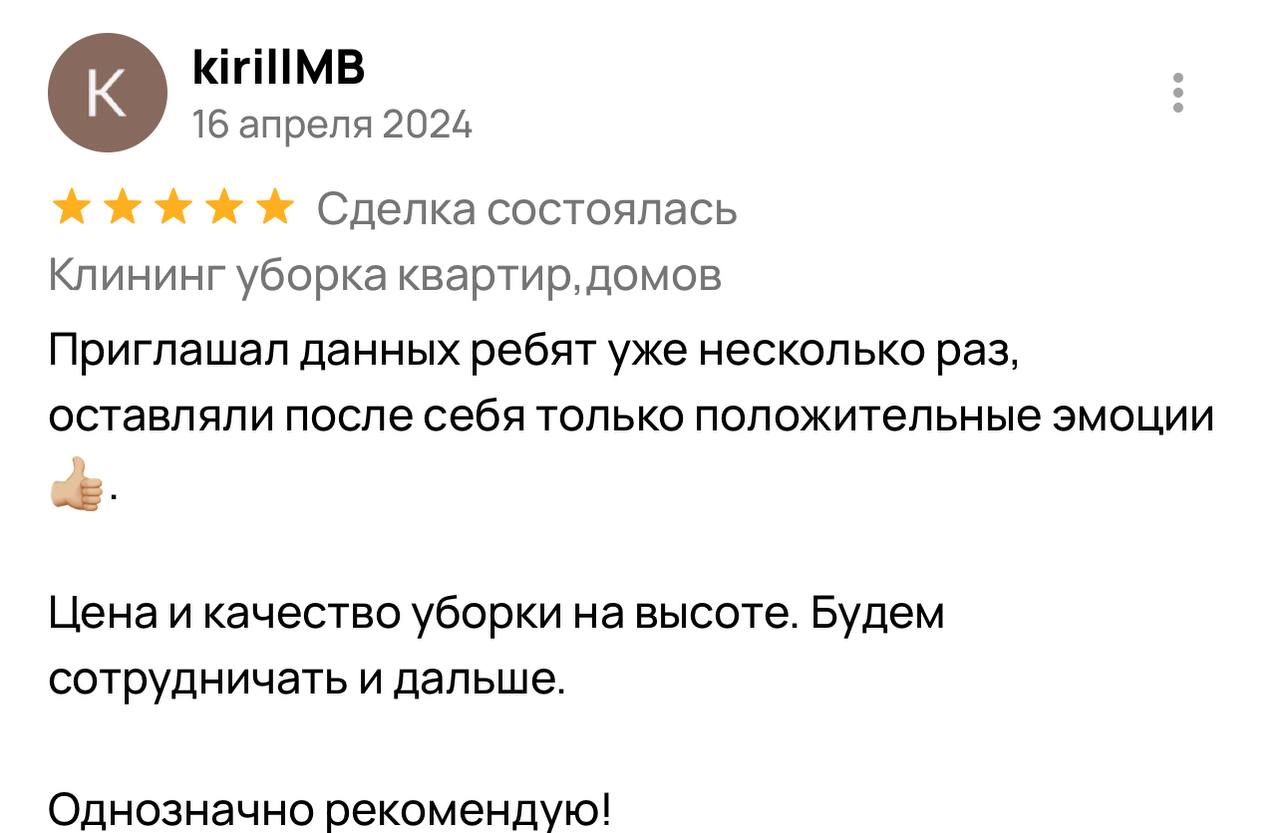 K
kirillMB
16 апреля 2024
Сделка состоялась
Клининг уборка квартир,домов
Приглашал данных ребят уже несколько раз,
оставляли после себя только положительные эмоции
👍🏼.
Цена и качество уборки на высоте. Будем
сотрудничать и дальше.
Однозначно рекомендую!